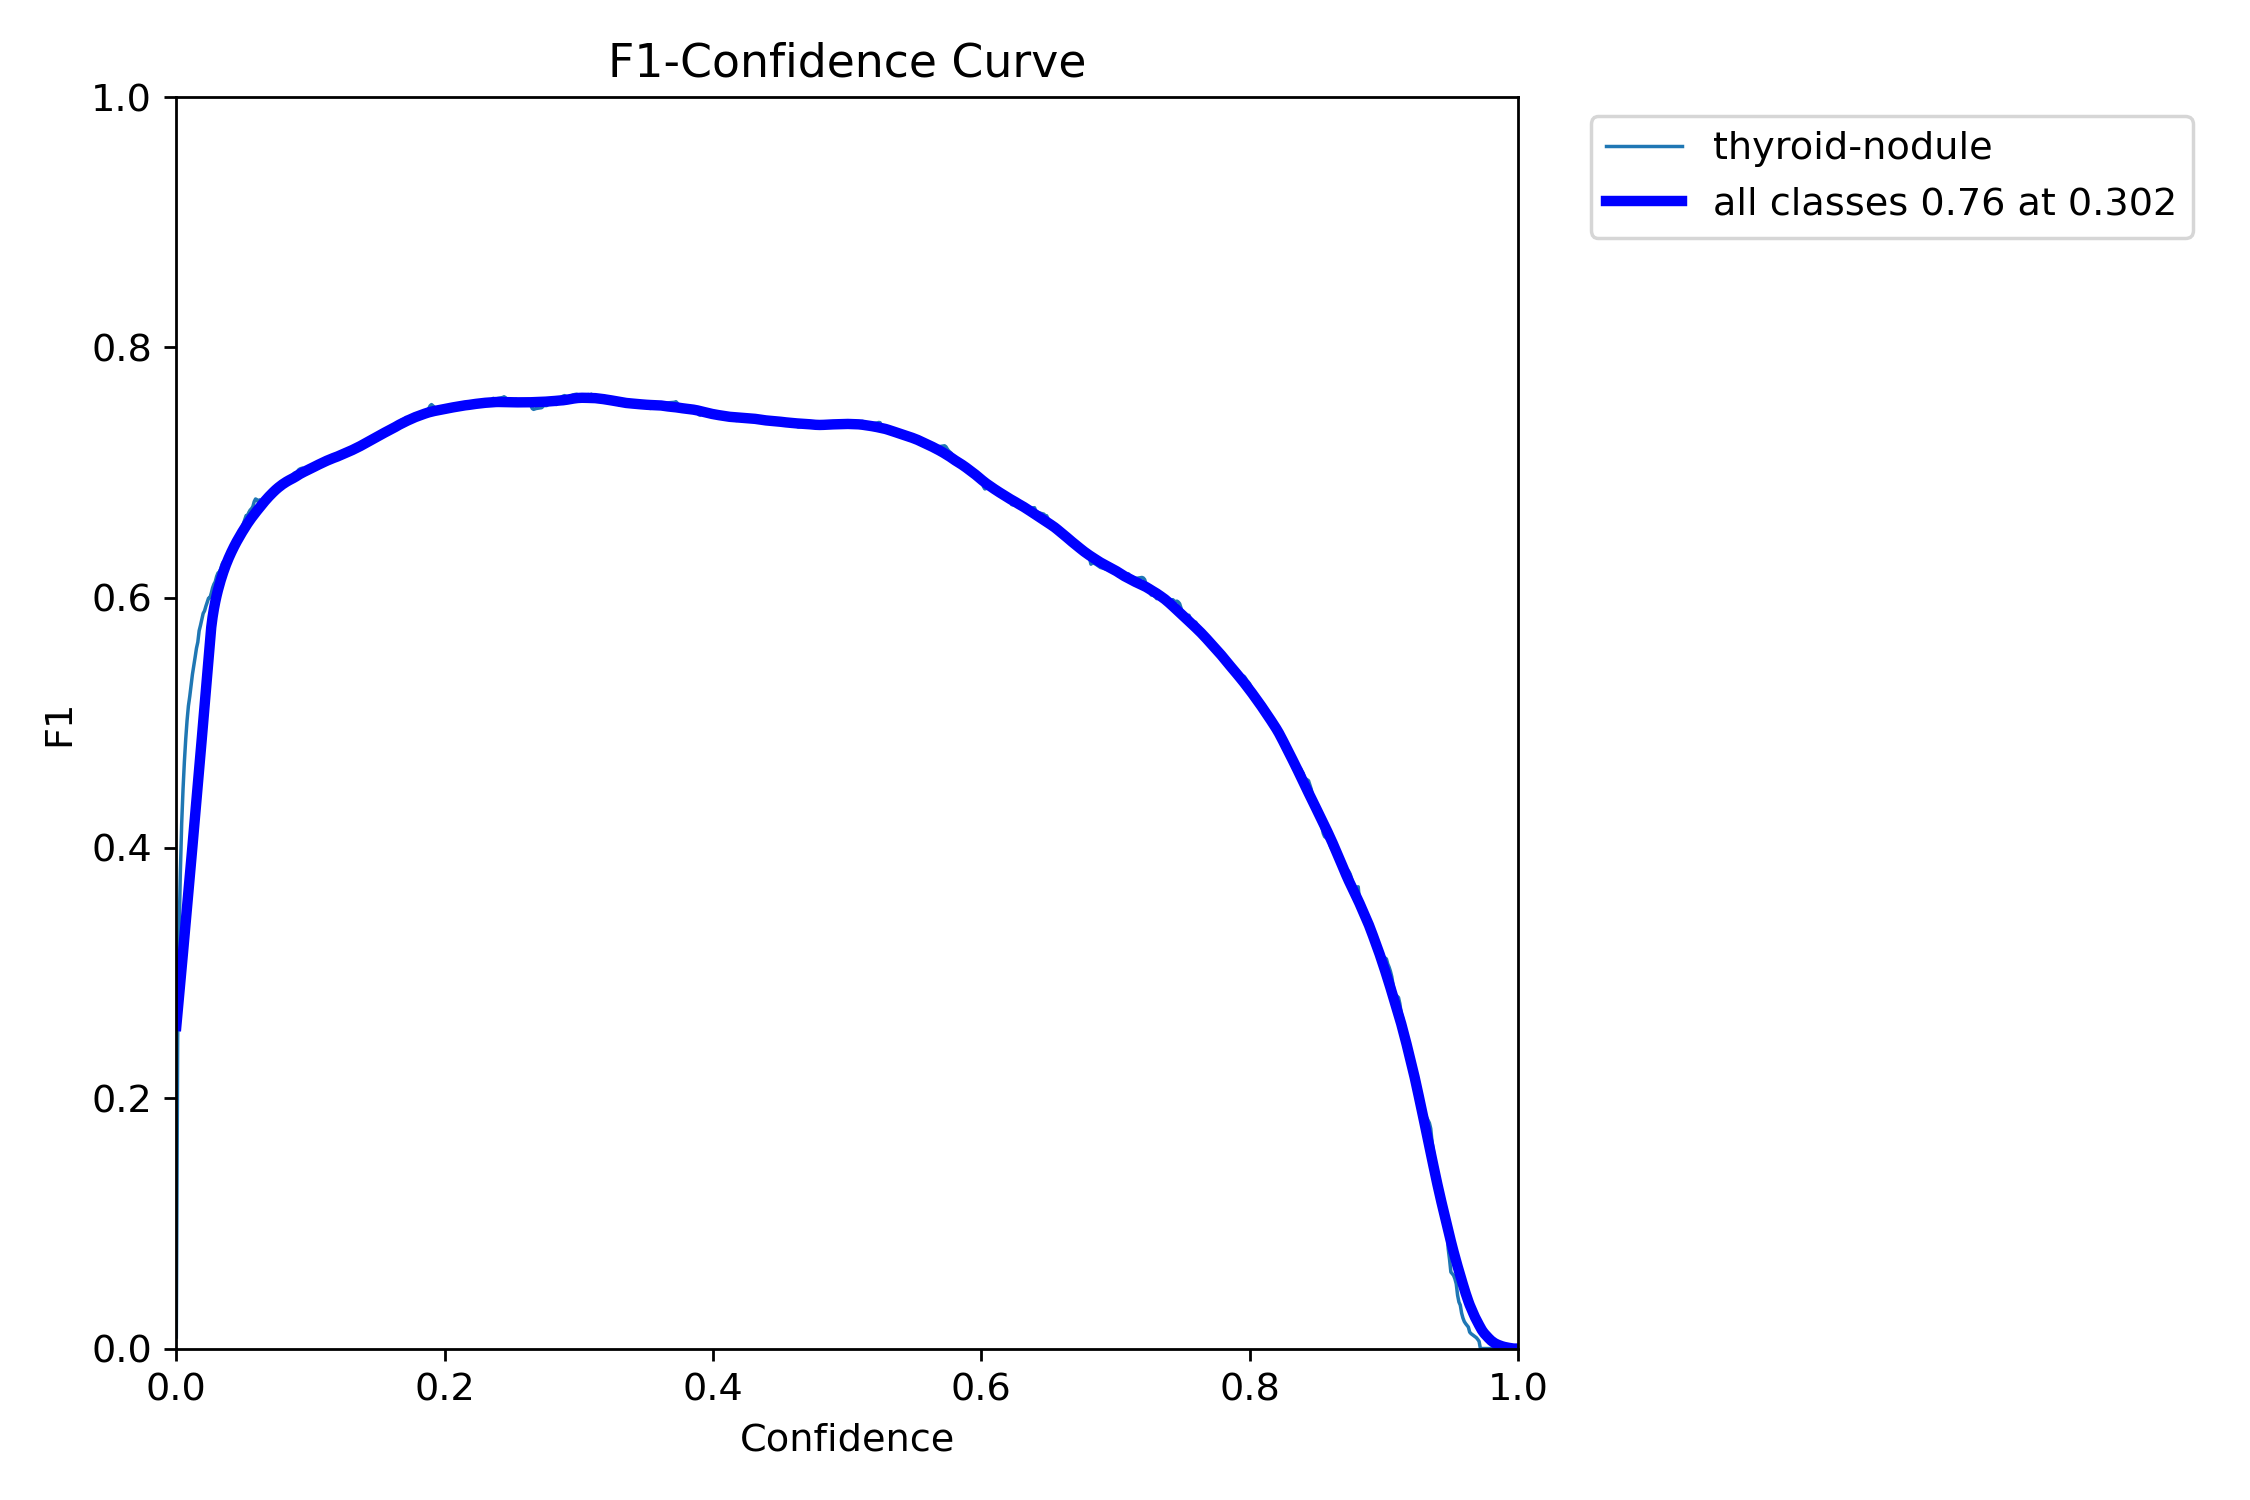 F1-Confidence Curve
1.0
0.8
0.6
0.4
0.2
0.0
F1
0.0 0.2 0.4 0.6 0.8 1.0
Confidence
thyroid-nodule
all classes 0.76 at 0.302